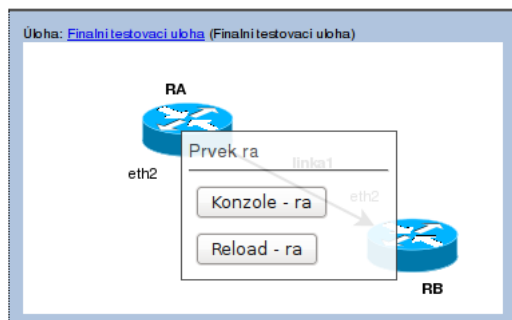 Úloha: Finalni testovaci uloha (Finalni testovaci uloha)
RA
Prvek ra
linka1
eth2
eth2
Konzole - ra
Reload - ra
RB